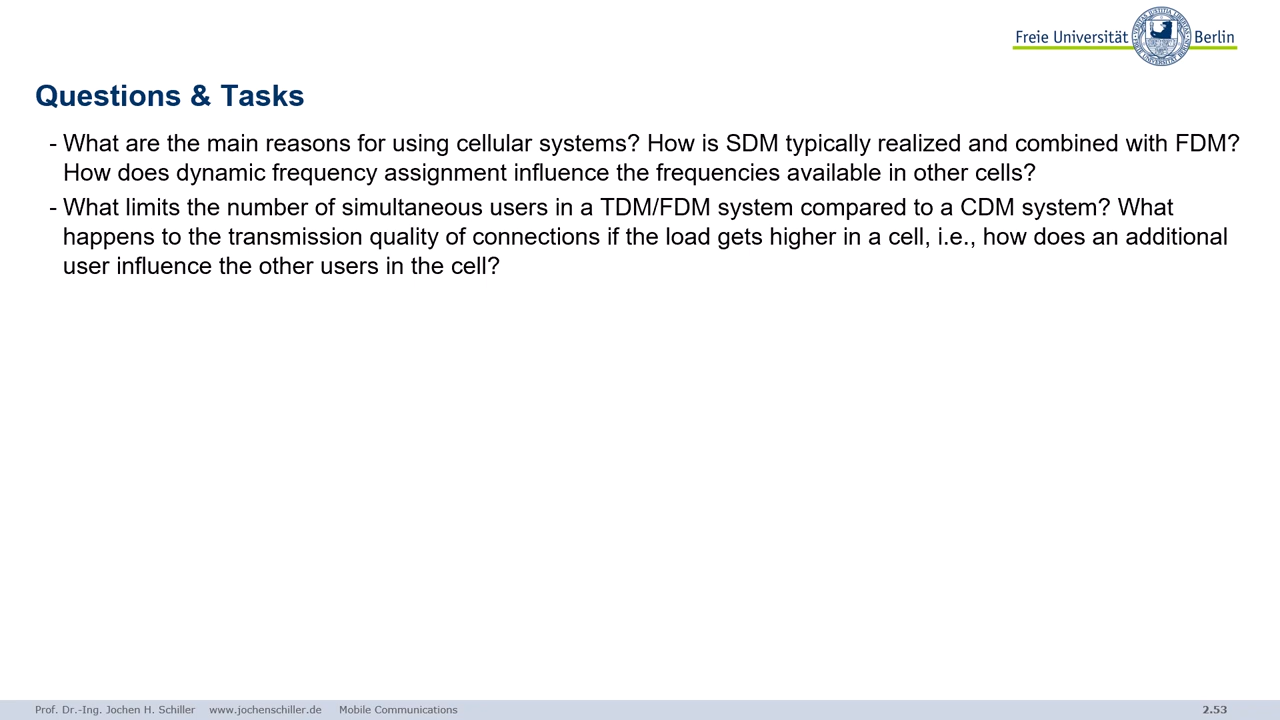 Freie Universität Berlin
Questions & Tasks
- What are the main reasons for using cellular systems? How is SDM typically realized and combined with FDM?
How does dynamic frequency assignment influence the frequencies available in other cells?
- What limits the number of simultaneous users in a TDM/FDM system compared to a CDM system? What
happens to the transmission quality of connections if the load gets higher in a cell, i.e., how does an additional
user influence the other users in the cell?
Prof. Dr.-Ing. Jochen H. Schiller www.jochenschiller.de Mobile Communications 2.53